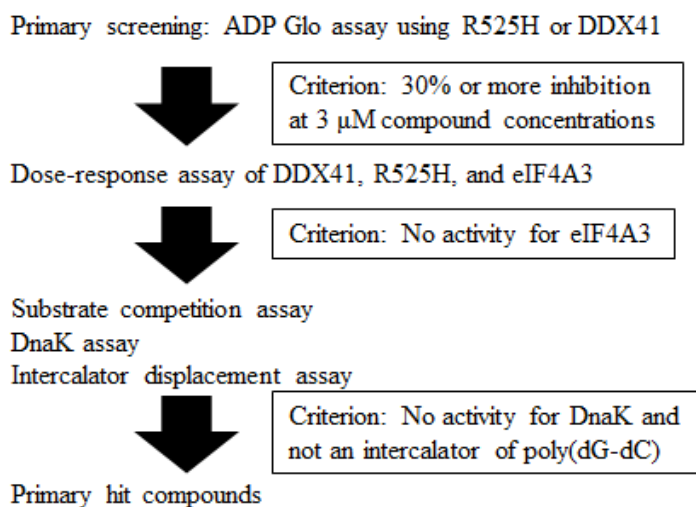 Primary screening: ADP Glo assay using R525H or DDX41
Criterion: 30% or more inhibition
at 3 µM compound concentrations
Dose-response assay of DDX41, R525H, and eIF4A3
Criterion: No activity for eIF4A3
Substrate competition assay
DnaK assay
Intercalator displacement assay
Criterion: No activity for DnaK and
not an intercalator of poly(dG-dC)
Primary hit compounds